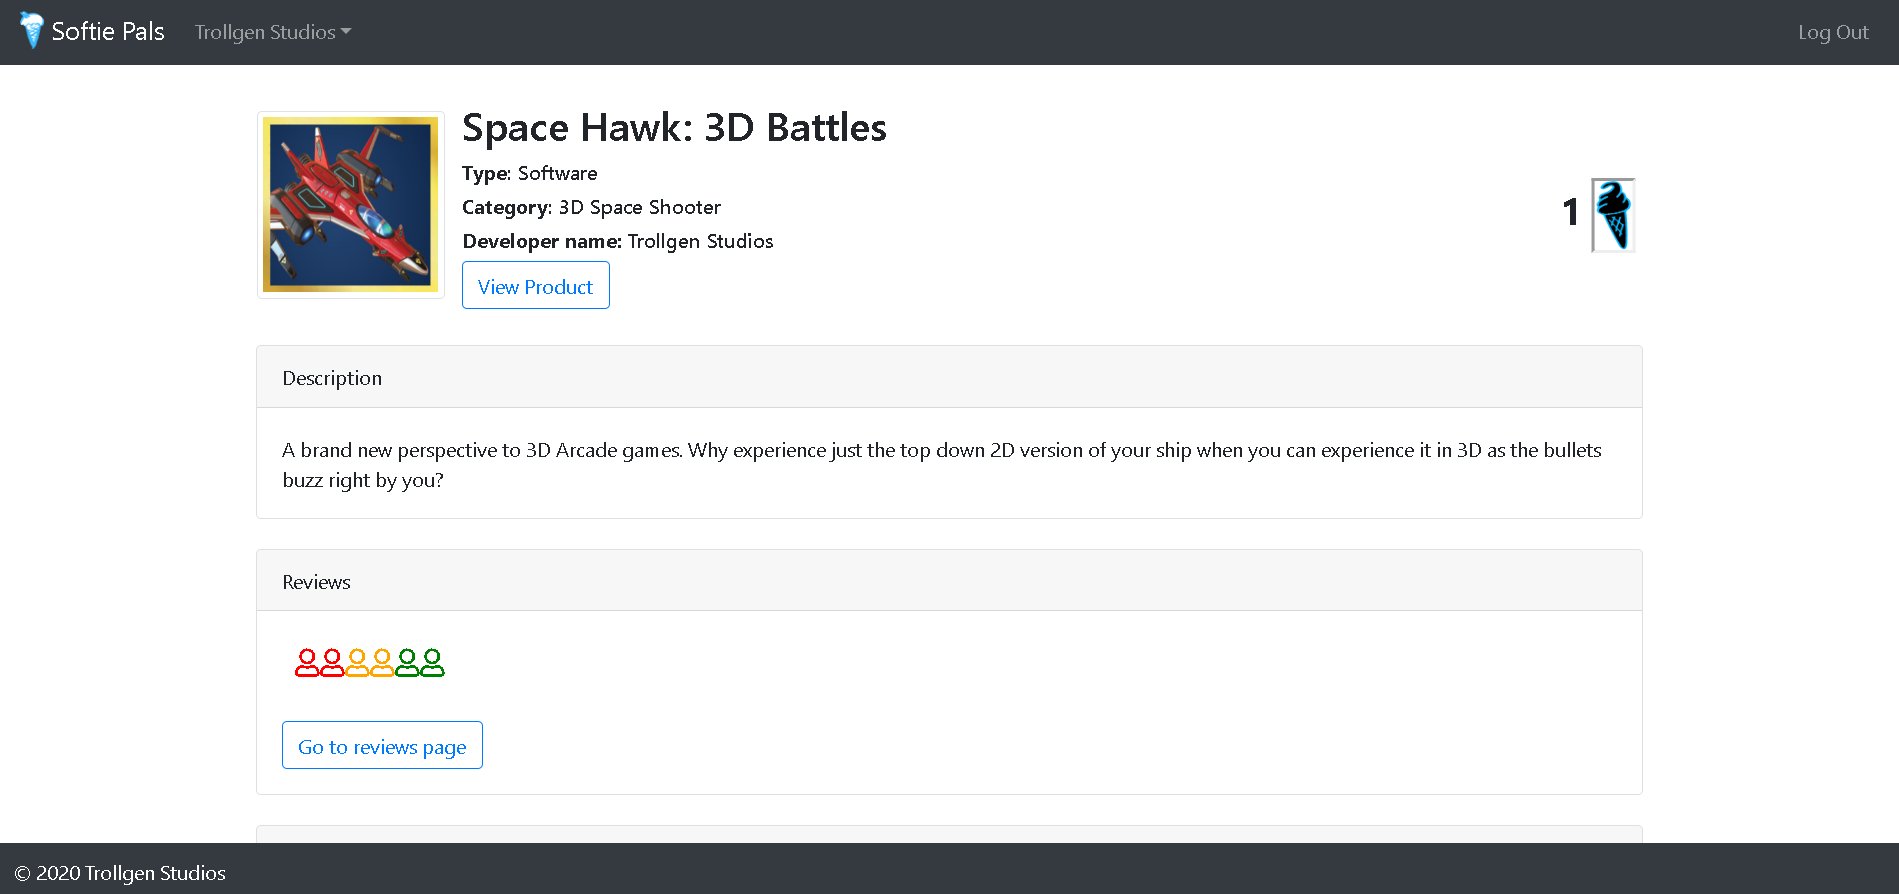 Softie Pals
Trollgen Studios
Log Out
Space Hawk: 3D Battles
Type: Software
Category: 3D Space Shooter
Developer name: Trollgen Studios
1
View Product
Description
A brand new perspective to 3D Arcade games. Why experience just the top down 2D version of your ship when you can experience it in 3D as the bullets
buzz right by you?
Reviews
Go to reviews page
© 2020 Trollgen Studios